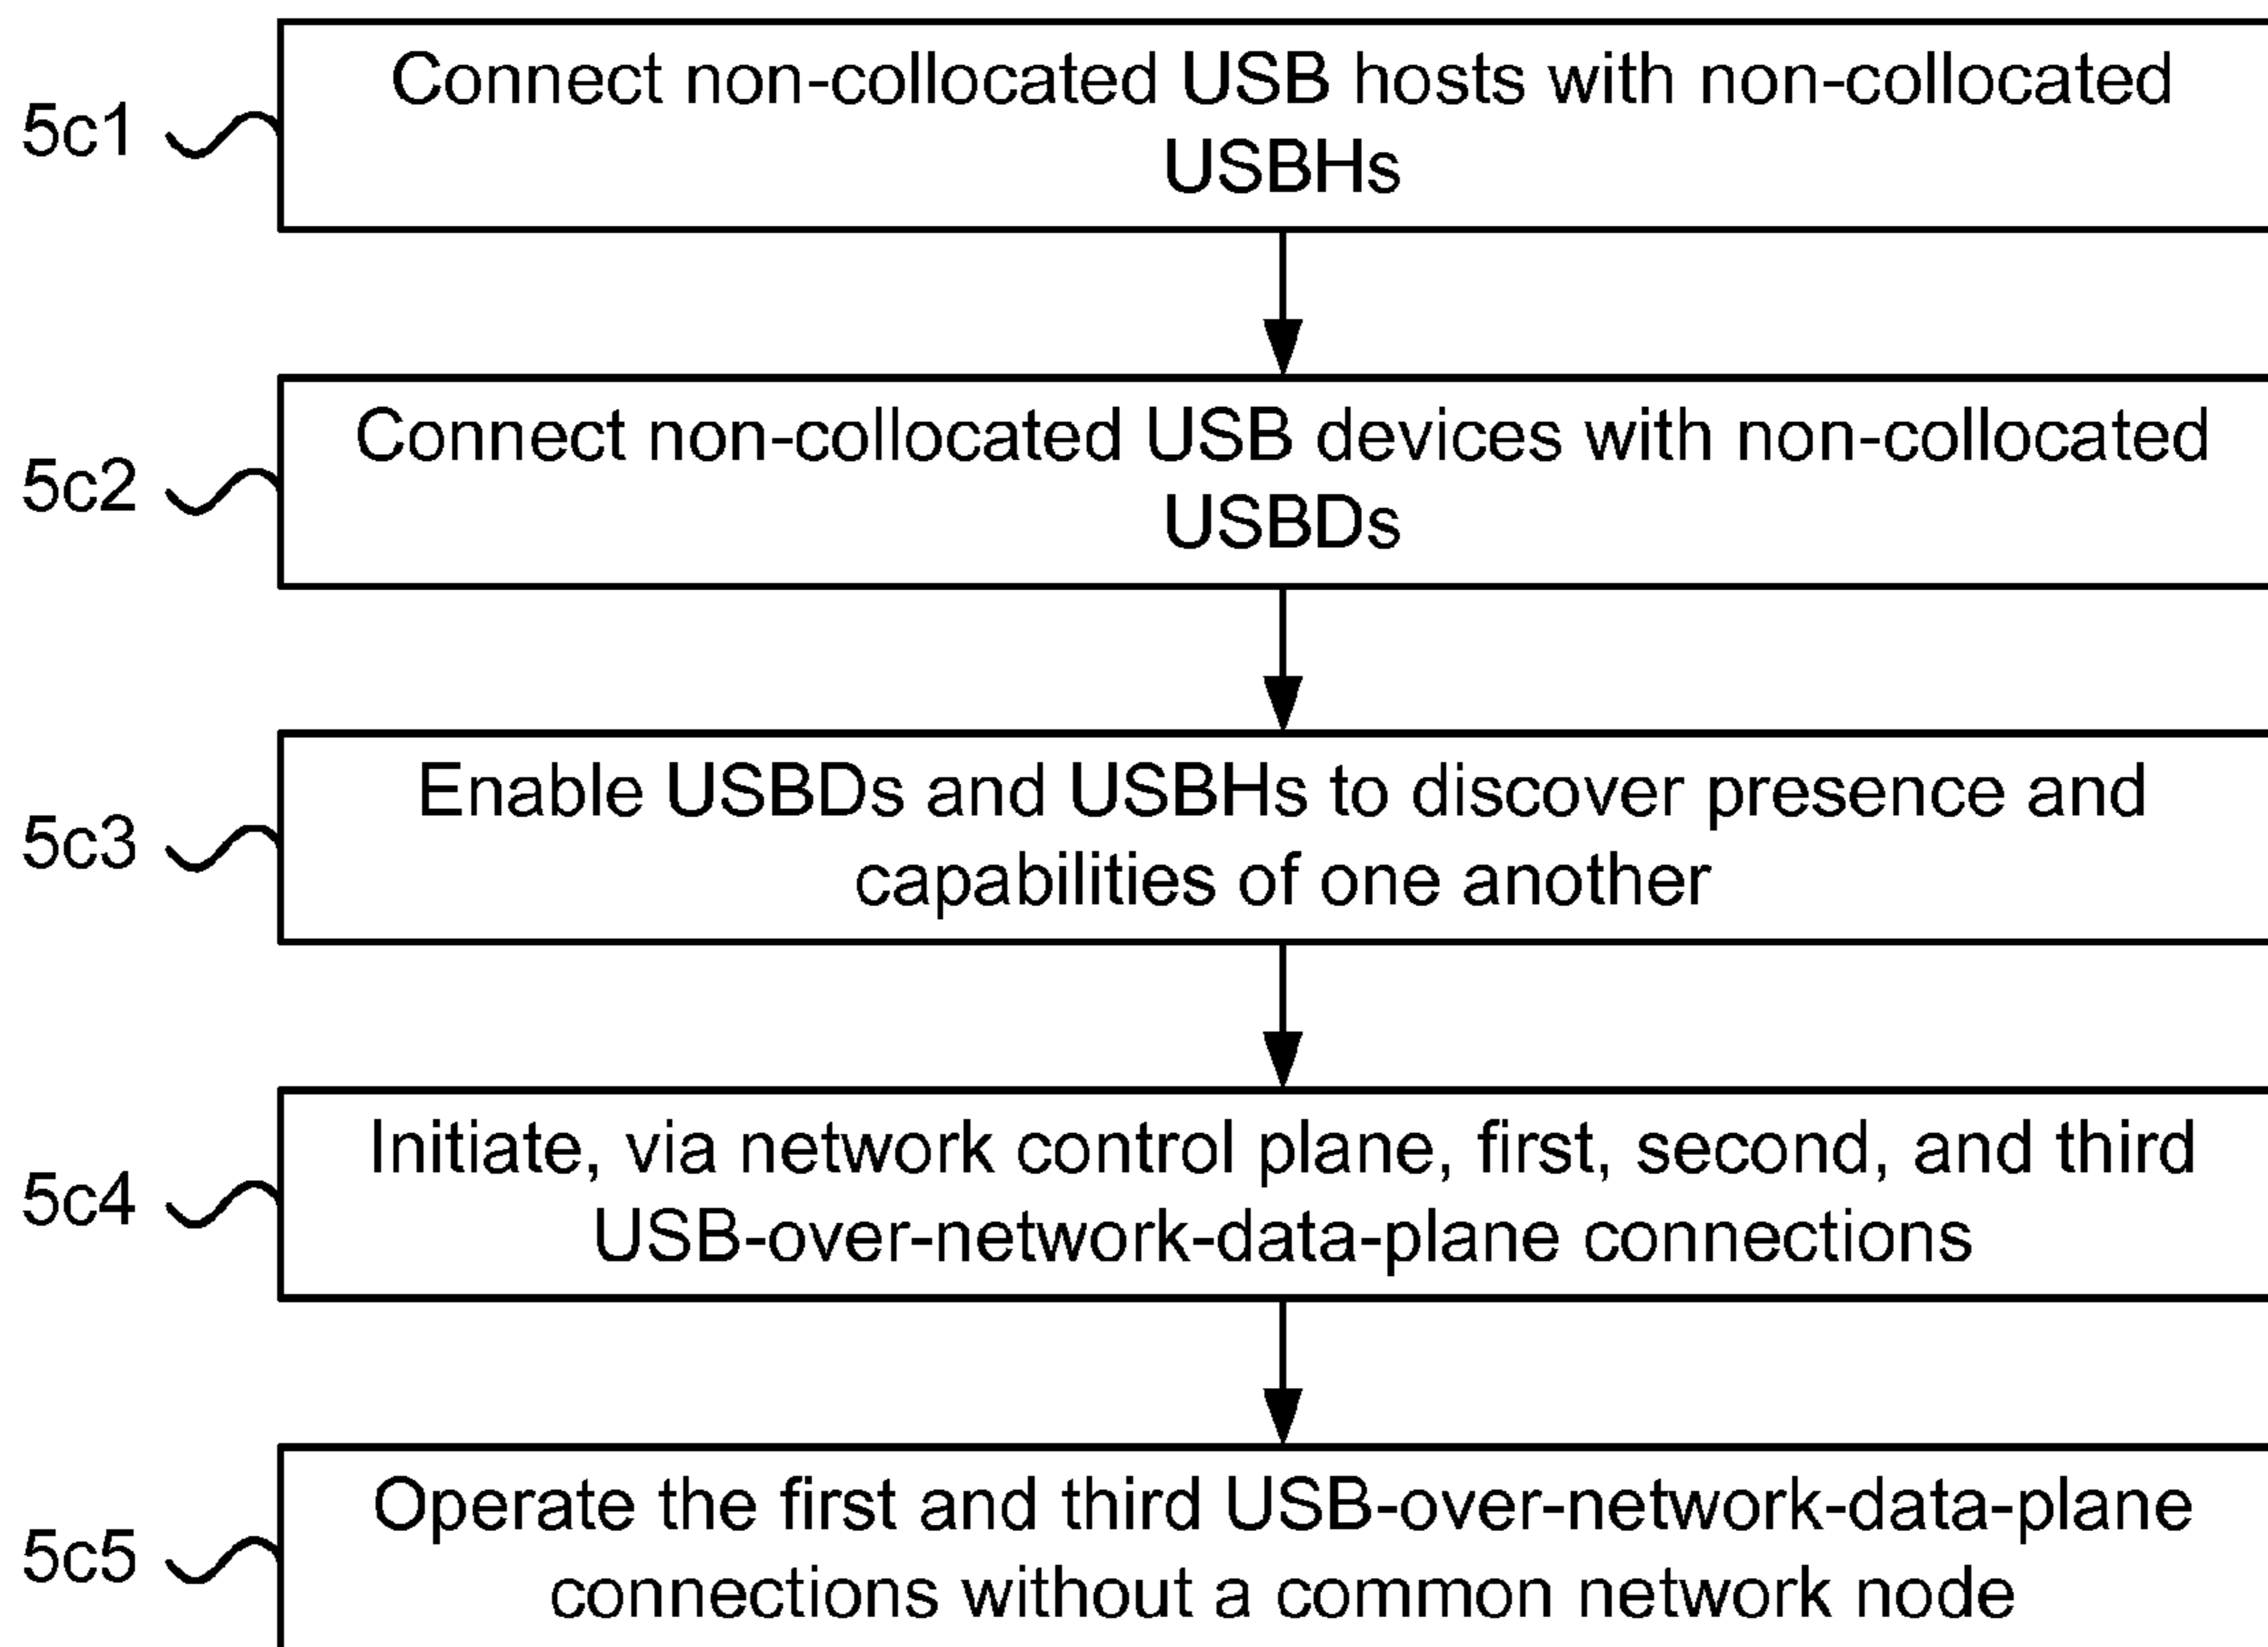 5c1
Connect non-collocated USB hosts with non-collocated
USBHs
5c2
Connect non-collocated USB devices with non-collocated
USBDs
5c3
Enable USBDs and USBHs to discover presence and
capabilities of one another
5c4
Initiate, via network control plane, first, second, and third
USB-over-network-data-plane connections
5c5
Operate the first and third USB-over-network-data-plane
connections without a common network node